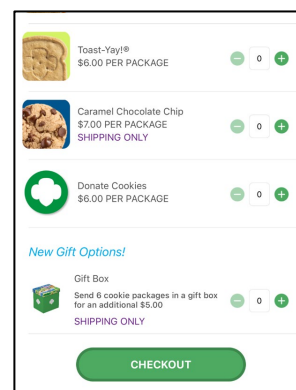 Toast-Yay!®
$6.00 PER PACKAGE
0
Caramel Chocolate Chip
$7.00 PER PACKAGE
SHIPPING ONLY
0
Donate Cookies
$6.00 PER PACKAGE
0
New Gift Options!
Gift Box
Send 6 cookie packages in a gift box
for an additional $5.00
SHIPPING ONLY
0
CHECKOUT